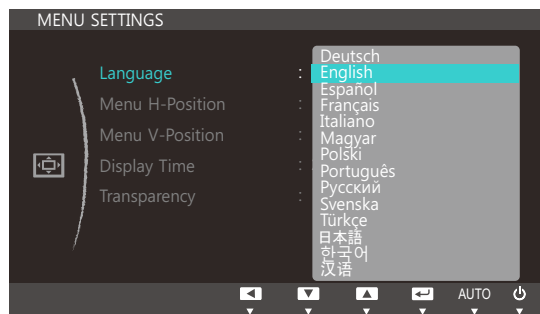 MENU SETTINGS
Language :
Menu H-Position :
Menu V-Position :
Display Time :
Transparency :
Deutsch
English
Español
Français
Italiano
Magyar
Polski
Português
Русский
Svenska
Türkçe
日本語
한국어
汉语
AUTO